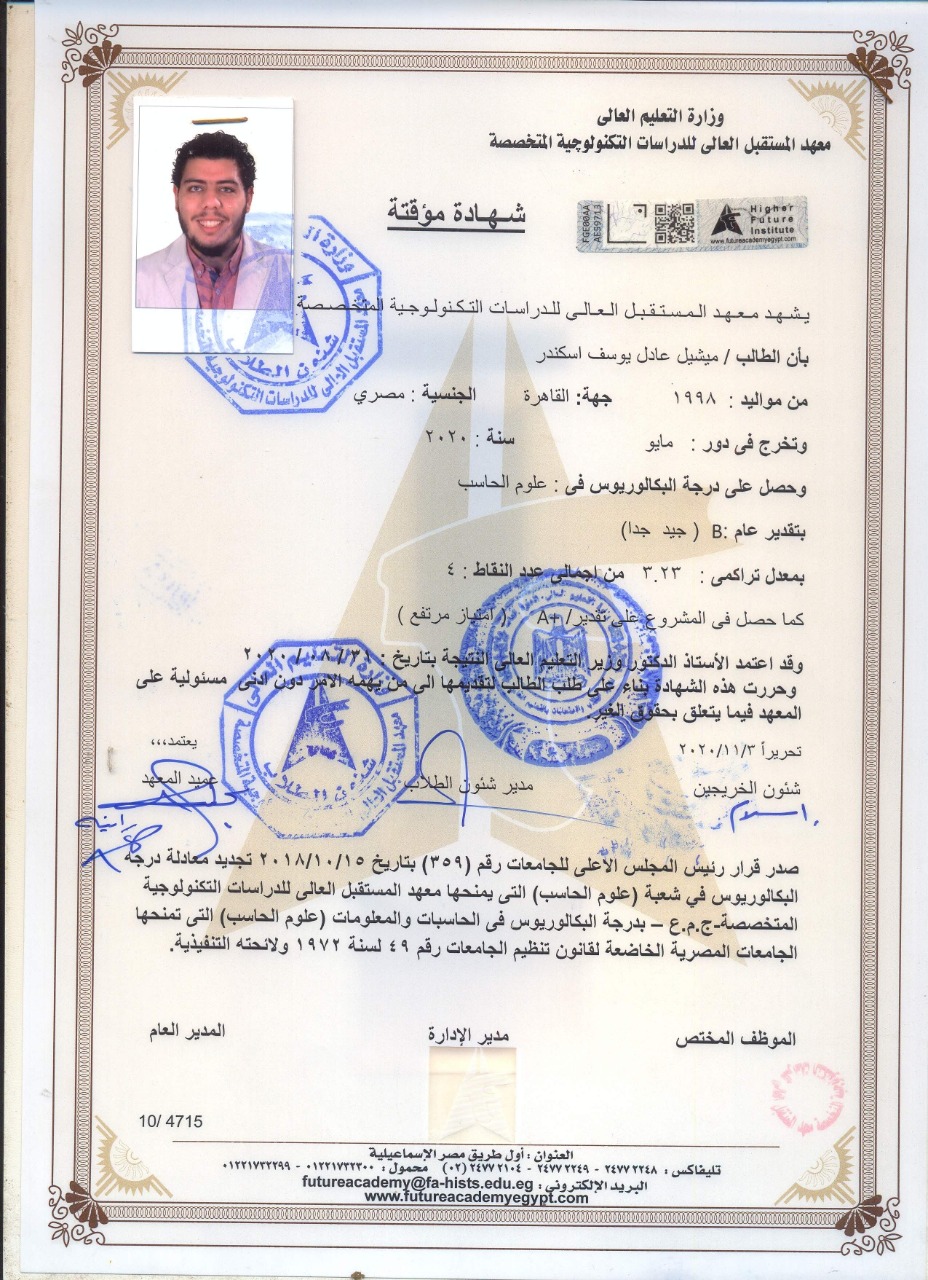 وزارة التعليم العالى
معهد المستقبل العالى للدراسات التكنولوچية المتخصصة
شهادة مؤقتة
FGE08AA
AE59713
Higher
Future
Institute
www.futureacademyegypt.com
يشهد معهد المستقبل العالى للدراسات التكنولوجية المتخصصة
بأن الطالب / ميشيل عادل يوسف اسكندر
من مواليد : ١٩٩٨ جهة: القاهرة الجنسية : مصري
وتخرج فى دور : مايو سنة : ٢٠٢٠
وحصل على درجة البكالوريوس فى : علوم الحاسب
بتقدير عام :B ( جيد جدا)
بمعدل تراكمى : ٣.٢٣ من إجمالي عدد النقاط : ٤
كما حصل فى المشروع على تقدير/ A+ ( امتياز مرتفع )
وقد اعتمد الأستاذ الدكتور وزير التعليم العالى النتيجة بتاريخ : ٢٠٢٠/٠٨/٣١
وحررت هذه الشهادة بناء على طلب الطالب لتقديمها الى من يهمه الامر دون ادنى مسئولية على
المعهد فيما يتعلق بحقوق الغير.
تحريراً ٢٠٢٠/١١/٣
يعتمد،،،
شئون الخريجين مدير شئون الطلاب عميد المعهد
صدر قرار رئيس المجلس الاعلى للجامعات رقم (٣٥٩) بتاريخ ٢٠١٨/١٠/١٥ تجديد معادلة درجة
البكالوريوس في شعبة (علوم الحاسب) التى يمنحها معهد المستقبل العالى للدراسات التكنولوجية
المتخصصة-ج.م.ع – بدرجة البكالوريوس فى الحاسبات والمعلومات (علوم الحاسب) التى تمنحها
الجامعات المصرية الخاضعة لقانون تنظيم الجامعات رقم ٤٩ لسنة ١٩٧٢ ولائحته التنفيذية.
الموظف المختص مدير الإدارة المدير العام
10/ 4715
العنوان : أول طريق مصر الإسماعيلية
تليفاكس : ٢٤٧٧٢٢٤٨ - ٢٤٧٧٢٢٤٩ - ٢٤٧٧٢١٠٤ (٠٢) محمول : ٠١٢٢١٧٣٢٣٠٠ - ٠١٢٢١٧٣٢٢٩٩
البريد الإلكترونى : futureacademy@fa-hists.edu.eg
www.futureacademyegypt.com